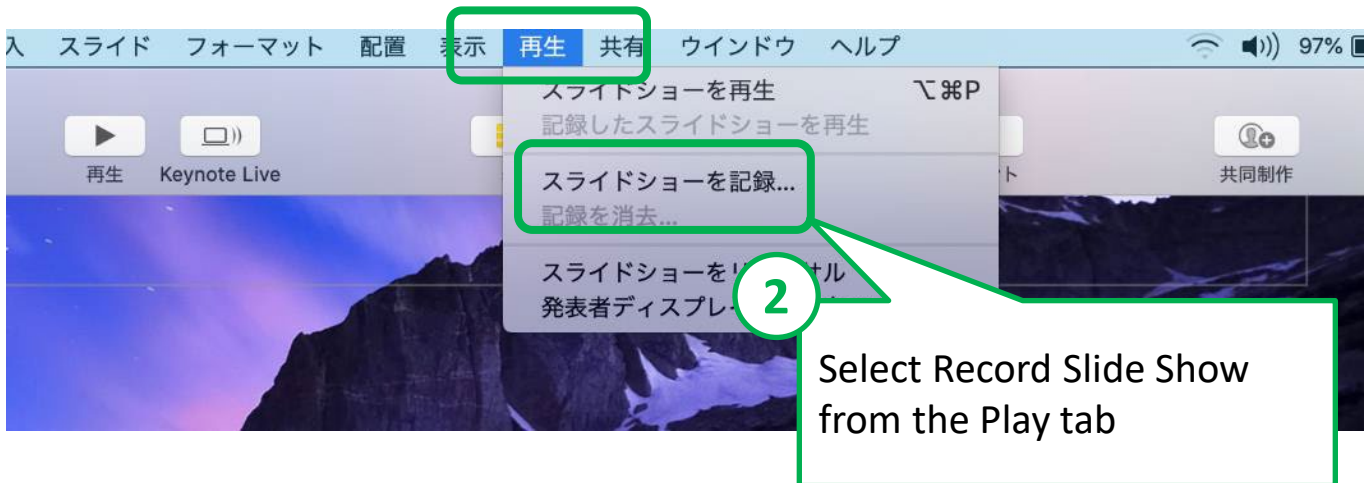 入 スライド フォーマット 配置 表示 再生 共有 ウインドウ ヘルプ 97%
スライドショーを再生 ⌥⌘P
記録したスライドショーを再生
再生 Keynote Live
スライドショーを記録...
記録を消去...
共同制作
スライドショーを
発表者ディスプレイ
2
Select Record Slide Show
from the Play tab